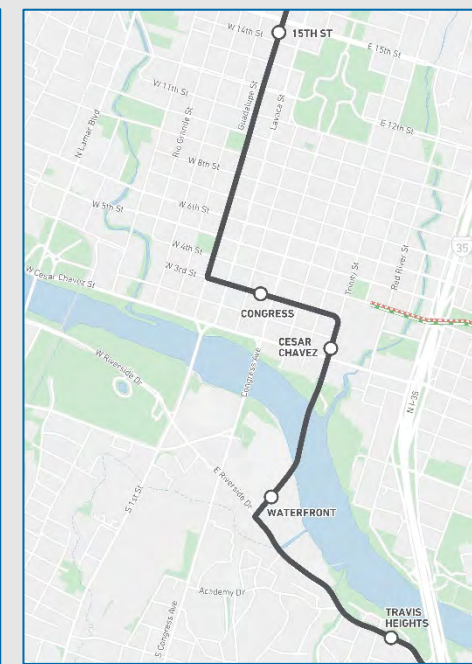 W 14th St
15TH ST
E 15th St
W 11th St
Guadalupe St
Lavaca St
N Lamar Blvd
Rio Grande St
E 12th St
W 8th St
W 6th St
W 5th St
W 4th St
W 3rd St
Trinity St
Red River St
35
W Cesar Chavez St
CONGRESS
CESAR
CHAVEZ
W Riverside Dr
Congress Ave
N I-35
S 1st St
E Riverside Dr
WATERFRONT
Academy Dr
S Congress Ave
TRAVIS
HEIGHTS